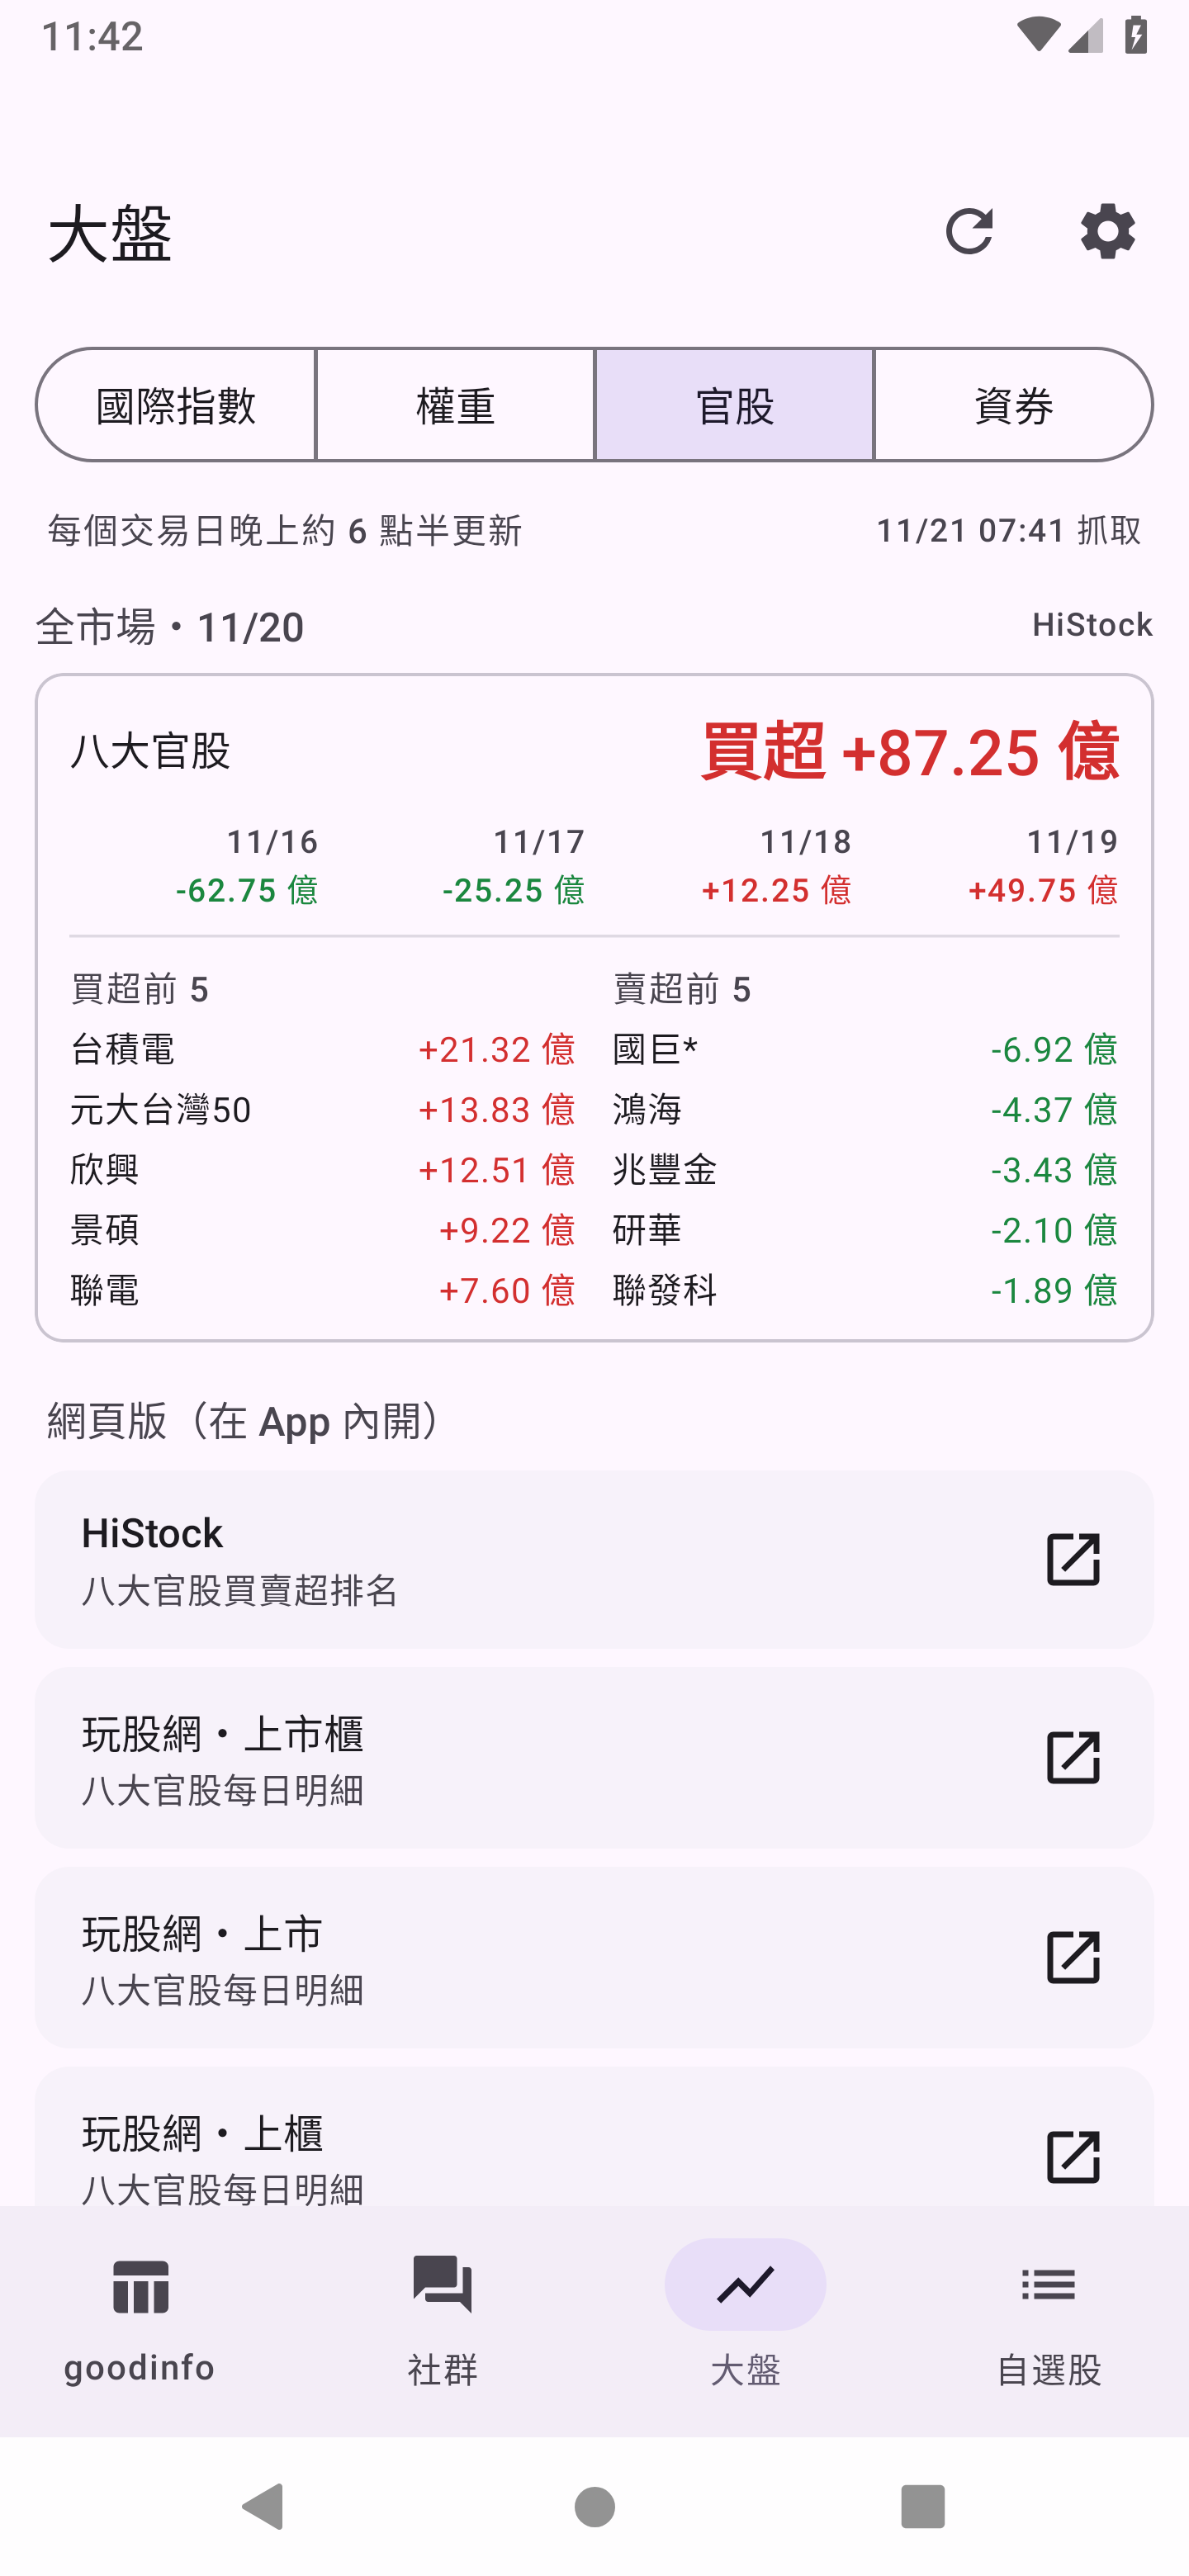 11:42
大盤
國際指數 權重 官股 資券
每個交易日晚上約 6 點半更新 11/21 07:41 抓取
全市場・11/20 HiStock
八大官股 買超 +87.25 億
11/16 11/17 11/18 11/19
-62.75 億 -25.25 億 +12.25 億 +49.75 億
買超前 5 賣超前 5
台積電 +21.32 億 國巨* -6.92 億
元大台灣50 +13.83 億 鴻海 -4.37 億
欣興 +12.51 億 兆豐金 -3.43 億
景碩 +9.22 億 研華 -2.10 億
聯電 +7.60 億 聯發科 -1.89 億
網頁版（在 App 內開）
HiStock
八大官股買賣超排名
玩股網・上市櫃
八大官股每日明細
玩股網・上市
八大官股每日明細
玩股網・上櫃
八大官股每日明細
goodinfo 社群 大盤 自選股